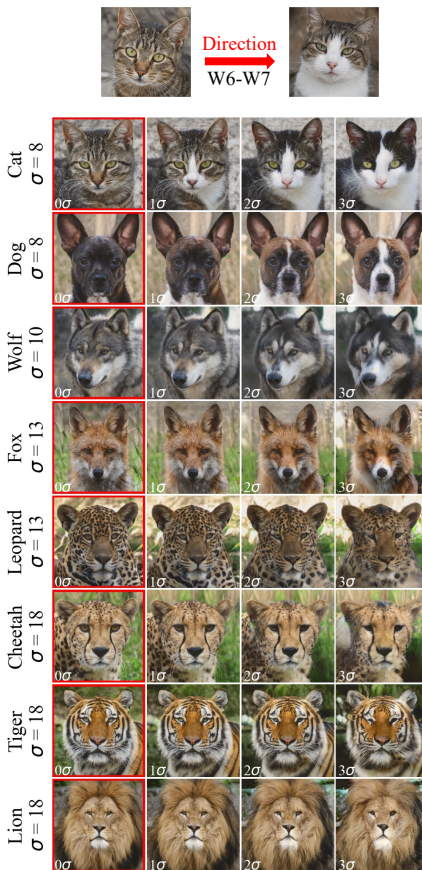 Direction
W6-W7
Cat
σ = 8
0σ 1σ 2σ 3σ
Dog
σ = 8
0σ 1σ 2σ 3σ
Wolf
σ = 10
0σ 1σ 2σ 3σ
Fox
σ = 13
0σ 1σ 2σ 3σ
Leopard
σ = 13
0σ 1σ 2σ 3σ
Cheetah
σ = 18
0σ 1σ 2σ 3σ
Tiger
σ = 18
0σ 1σ 2σ 3σ
Lion
σ = 18
0σ 1σ 2σ 3σ